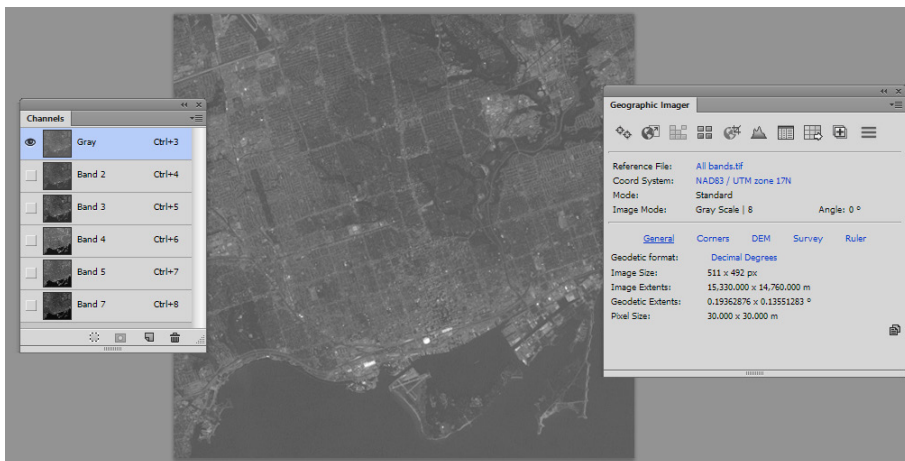 Channels
Gray Ctrl+3
Band 2 Ctrl+4
Band 3 Ctrl+5
Band 4 Ctrl+6
Band 5 Ctrl+7
Band 7 Ctrl+8
Geographic Imager
Reference File: All bands.tif
Coord System: NAD83 / UTM zone 17N
Mode: Standard
Image Mode: Gray Scale | 8 Angle: 0 °
General Corners DEM Survey Ruler
Geodetic format: Decimal Degrees
Image Size: 511 x 492 px
Image Extents: 15,330.000 x 14,760.000 m
Geodetic Extents: 0.19362876 x 0.13551283 °
Pixel Size: 30.000 x 30.000 m